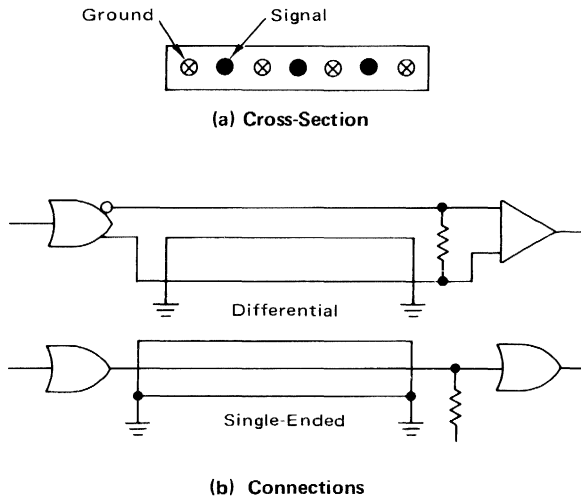 Ground Signal
(a) Cross-Section
Differential
Single-Ended
(b) Connections